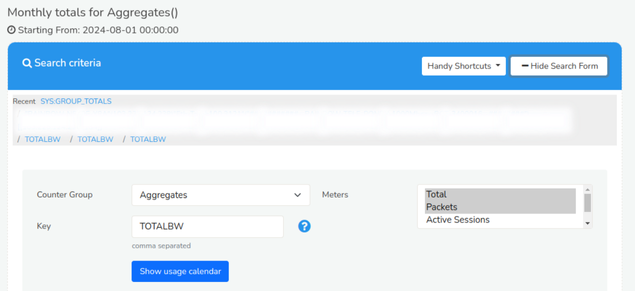 Monthly totals for Aggregates()
Starting From: 2024-08-01 00:00:00
Search criteria
Handy Shortcuts
Hide Search Form
Recent SYS:GROUP_TOTALS
/ TOTALBW / TOTALBW / TOTALBW
Counter Group
Aggregates
Meters
Total
Packets
Active Sessions
Key
TOTALBW
?
comma separated
Show usage calendar